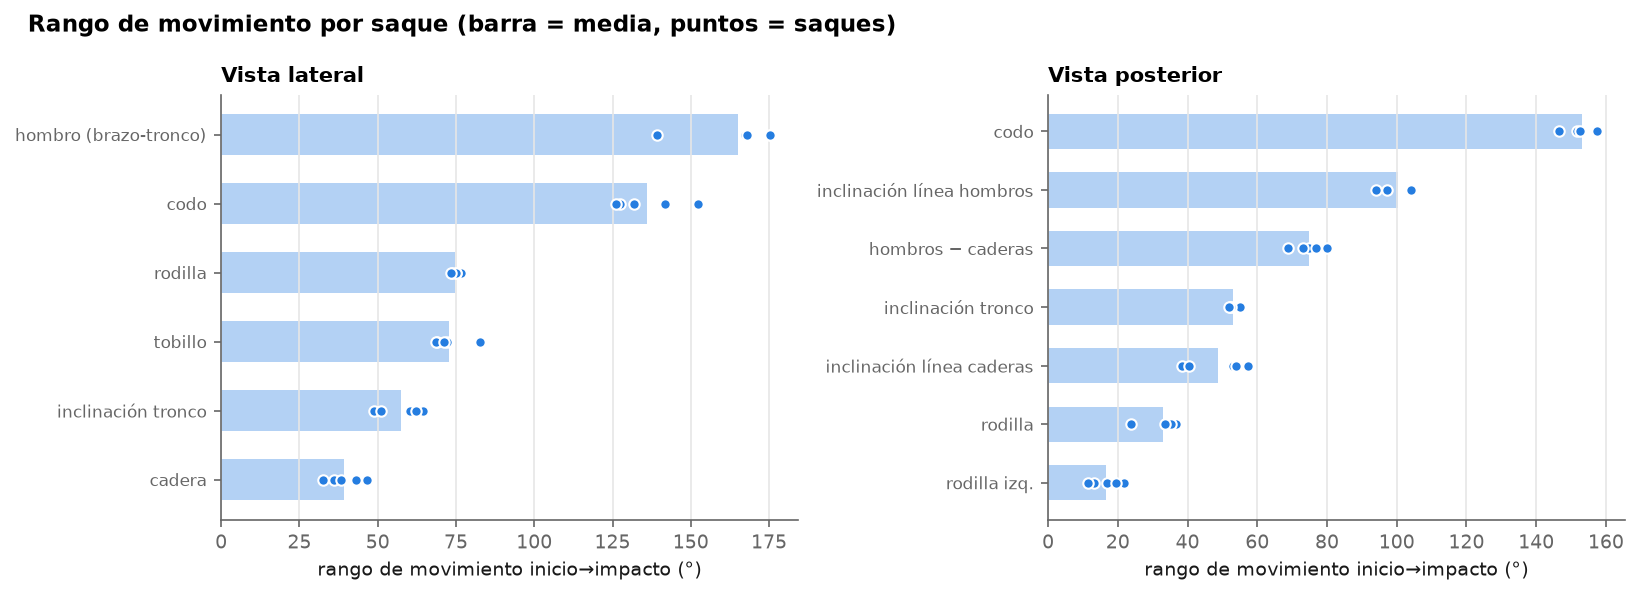 Rango de movimiento por saque (barra = media, puntos = saques)
Vista lateral
hombro (brazo-tronco)
codo
rodilla
tobillo
inclinación tronco
cadera
0 25 50 75 100 125 150 175
rango de movimiento inicio→impacto (°)
Vista posterior
codo
inclinación línea hombros
hombros − caderas
inclinación tronco
inclinación línea caderas
rodilla
rodilla izq.
0 20 40 60 80 100 120 140 160
rango de movimiento inicio→impacto (°)